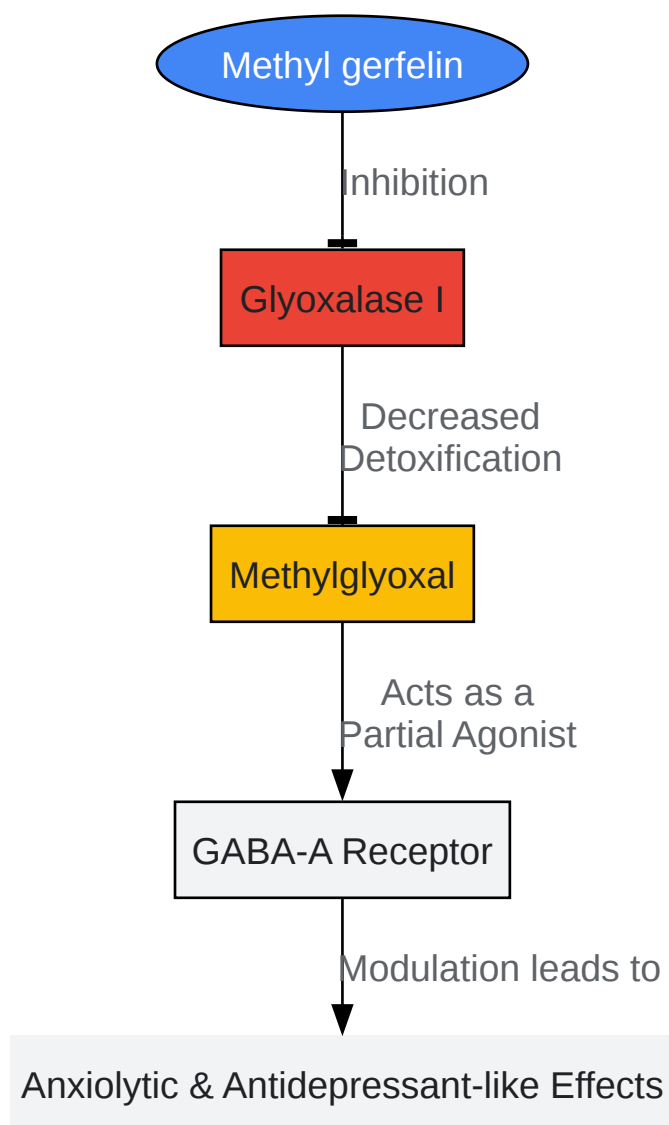 Methyl gerfelin
Inhibition
Glyoxalase I
Decreased
Detoxification
Methylglyoxal
Acts as a
Partial Agonist
GABA-A Receptor
Modulation leads to
Anxiolytic & Antidepressant-like Effects